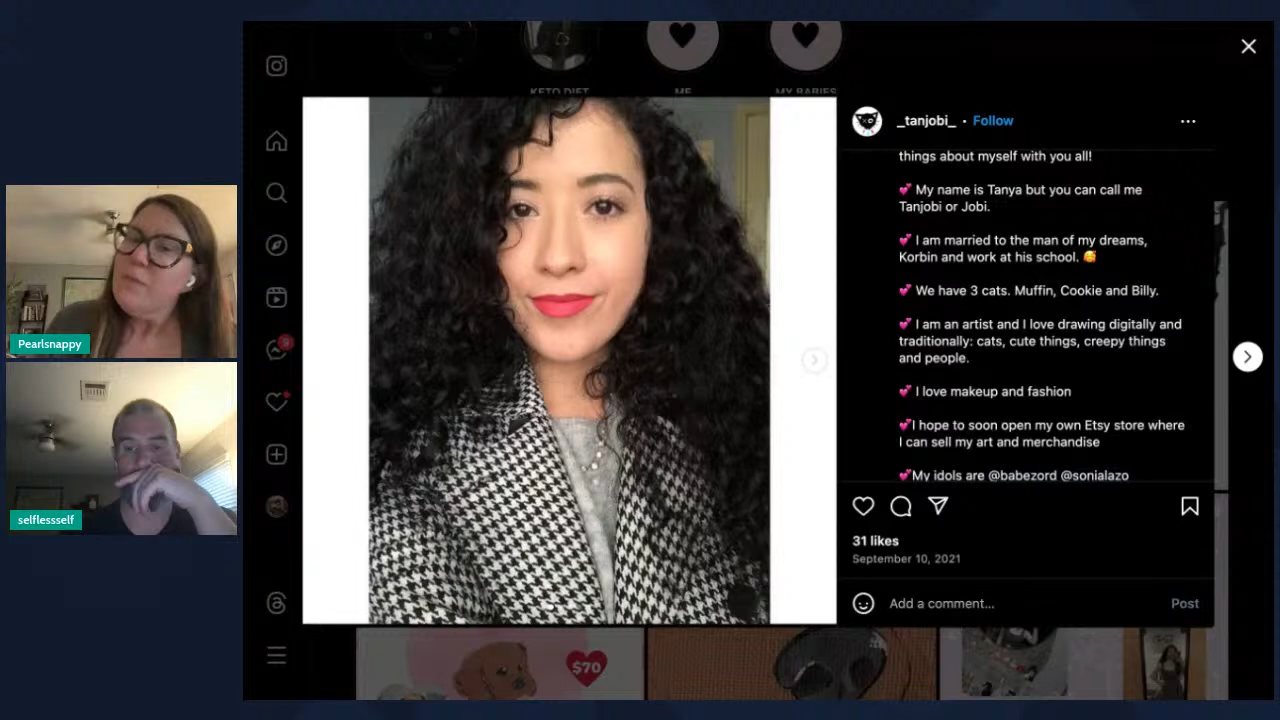 KETO DIET
ME
MY BABIES
_tanjobi_ • Follow
things about myself with you all!
💕 My name is Tanya but you can call me
Tanjobi or Jobi.
💕 I am married to the man of my dreams,
Korbin and work at his school. 🥰
💕 We have 3 cats. Muffin, Cookie and Billy.
💕 I am an artist and I love drawing digitally and
traditionally: cats, cute things, creepy things
and people.
💕 I love makeup and fashion
💕I hope to soon open my own Etsy store where
I can sell my art and merchandise
💕My idols are @babezord @sonialazo
31 likes
September 10, 2021
Add a comment...
Post
$70
Pearlsnappy
selflessself